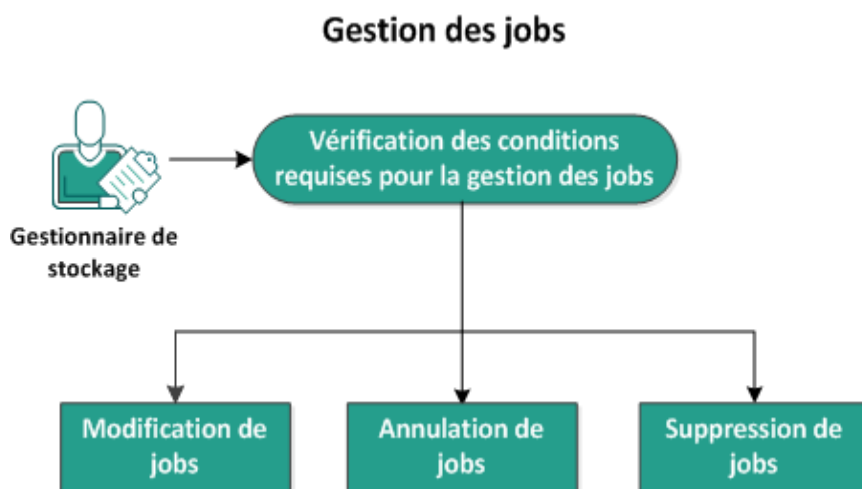 Gestion des jobs
Vérification des conditions
requises pour la gestion des jobs
Gestionnaire de
stockage
Modification de
jobs
Annulation de
jobs
Suppression de
jobs